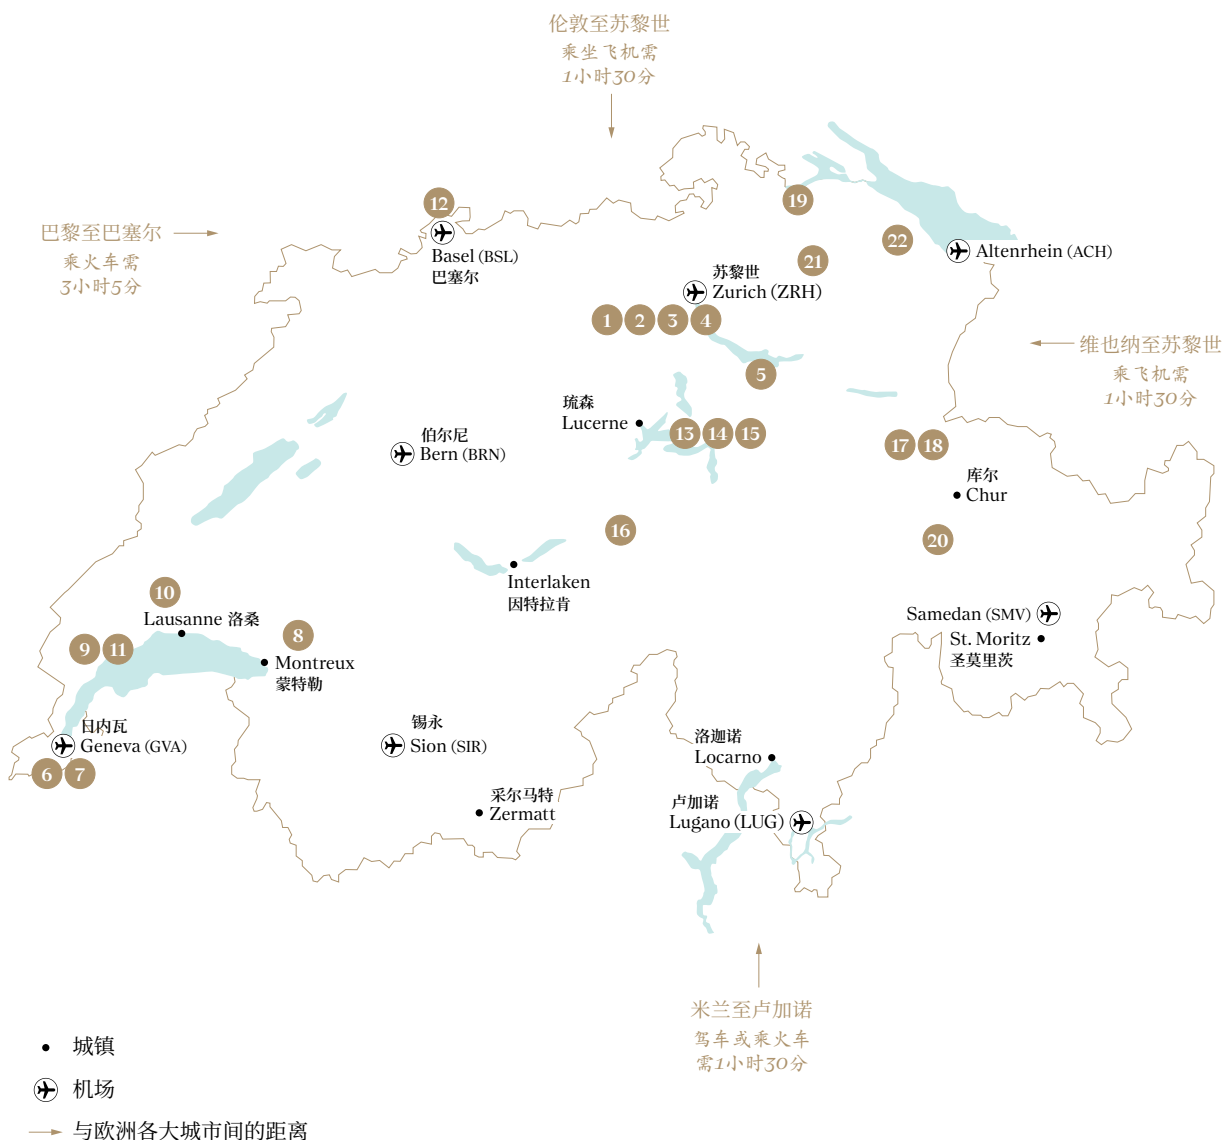 伦敦至苏黎世
乘坐飞机需
1小时30分
12
19
巴黎至巴塞尔
乘火车需
3小时5分
Basel (BSL)
巴塞尔
22
Altenrhein (ACH)
21
苏黎世
Zurich (ZRH)
1 2 3 4
维也纳至苏黎世
乘飞机需
1小时30分
5
琉森
Lucerne
13 14 15
伯尔尼
Bern (BRN)
17 18
库尔
Chur
16
20
Interlaken
因特拉肯
10
Lausanne 洛桑
9 11
8
Montreux
蒙特勒
Samedan (SMV)
St. Moritz
圣莫里茨
日内瓦
Geneva (GVA)
6 7
锡永
Sion (SIR)
洛迦诺
Locarno
采尔马特
Zermatt
卢加诺
Lugano (LUG)
米兰至卢加诺
驾车或乘火车
需1小时30分
城镇
机场
与欧洲各大城市间的距离